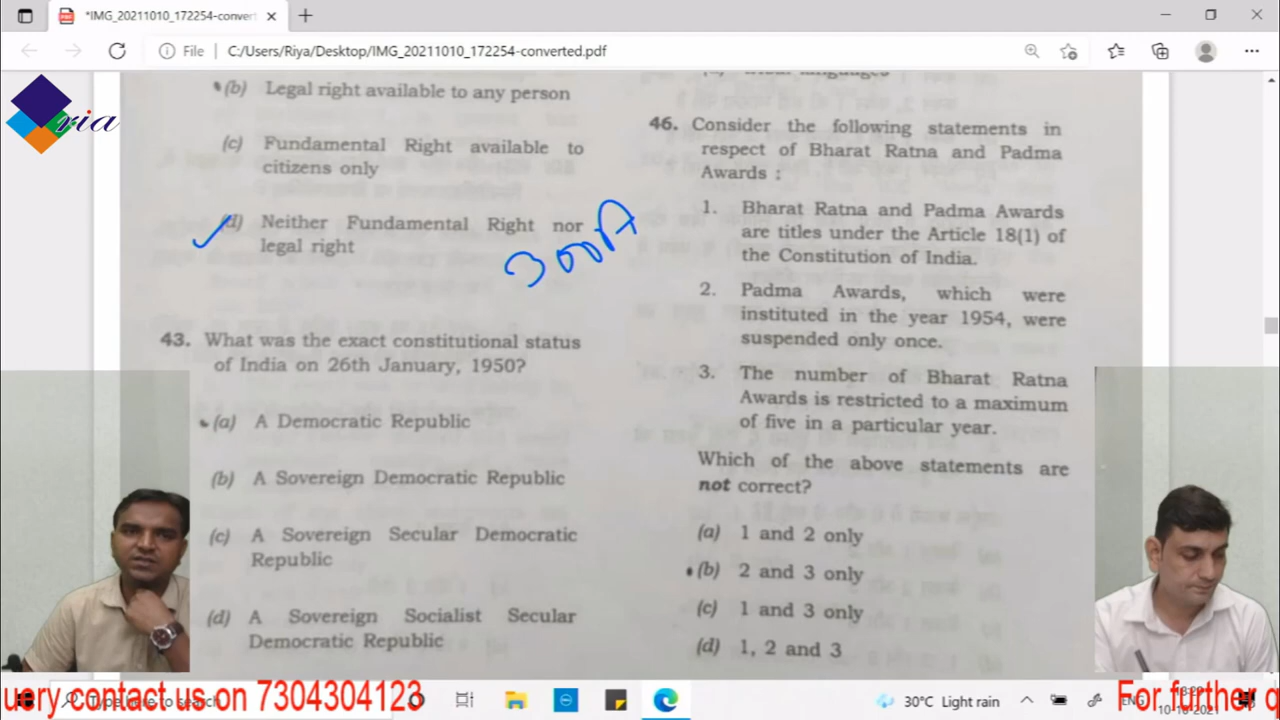 *IMG_20211010_172254-convert
File
C:/Users/Riya/Desktop/IMG_20211010_172254-converted.pdf
ria
(b) Legal right available to any person
(c) Fundamental Right available to
citizens only
(d) Neither Fundamental Right nor
legal right
300A
43. What was the exact constitutional status
of India on 26th January, 1950?
(a) A Democratic Republic
(b) A Sovereign Democratic Republic
(c) A Sovereign Secular Democratic
Republic
(d) A Sovereign Socialist Secular
Democratic Republic
46. Consider the following statements in
respect of Bharat Ratna and Padma
Awards :
1. Bharat Ratna and Padma Awards
are titles under the Article 18(1) of
the Constitution of India.
2. Padma Awards, which were
instituted in the year 1954, were
suspended only once.
3. The number of Bharat Ratna
Awards is restricted to a maximum
of five in a particular year.
Which of the above statements are
not correct?
(a) 1 and 2 only
(b) 2 and 3 only
(c) 1 and 3 only
(d) 1, 2 and 3
uery contact us on 7304304123
For further q
30°C Light rain